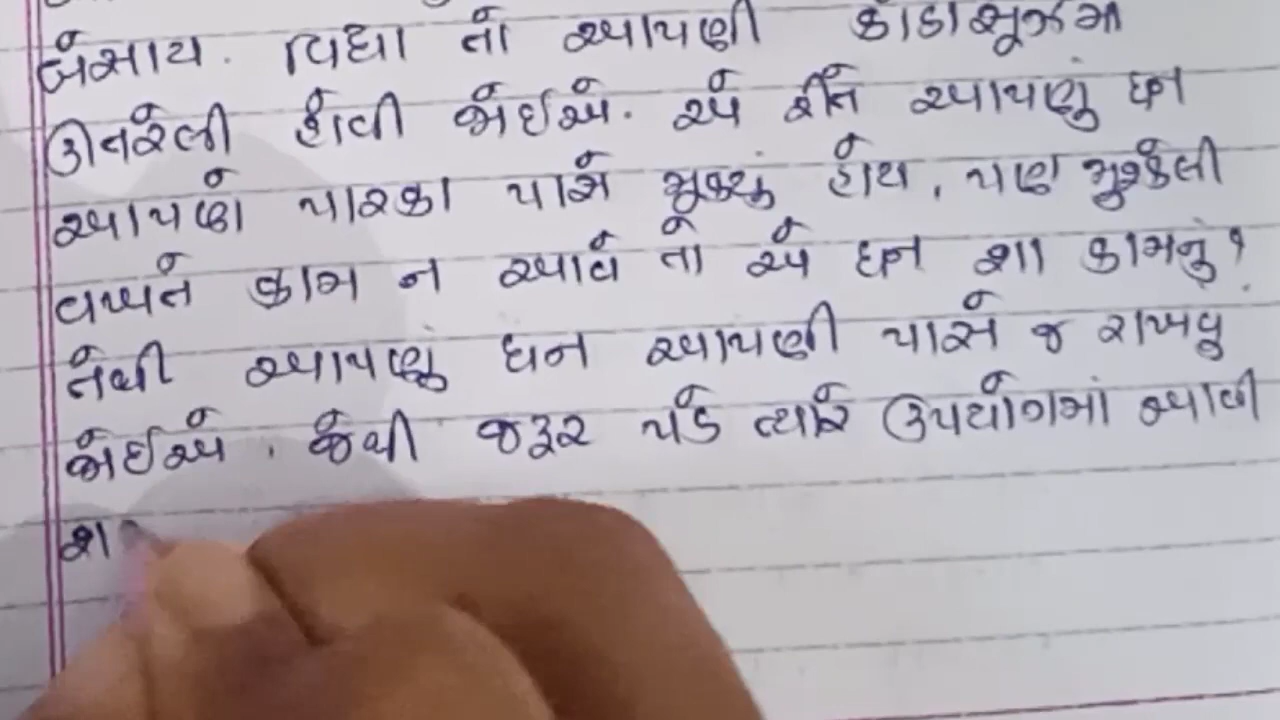 બેસાય. વિદ્યા તો આપણી કોઠાસૂઝમાં
ઊતરેલી હોવી જોઈએ. એ રીતે આપણું ધન
આપણે પારકા પાસે મૂક્યું હોય, પણ મુશ્કેલી
વખતે કામ ન આવે તો એ ધન શા કામનું?
તેથી આપણું ધન આપણી પાસે જ રાખવુ
જોઈએ. જેથી જરૂર પડે ત્યારે ઉપયોગમાં આવી
શ